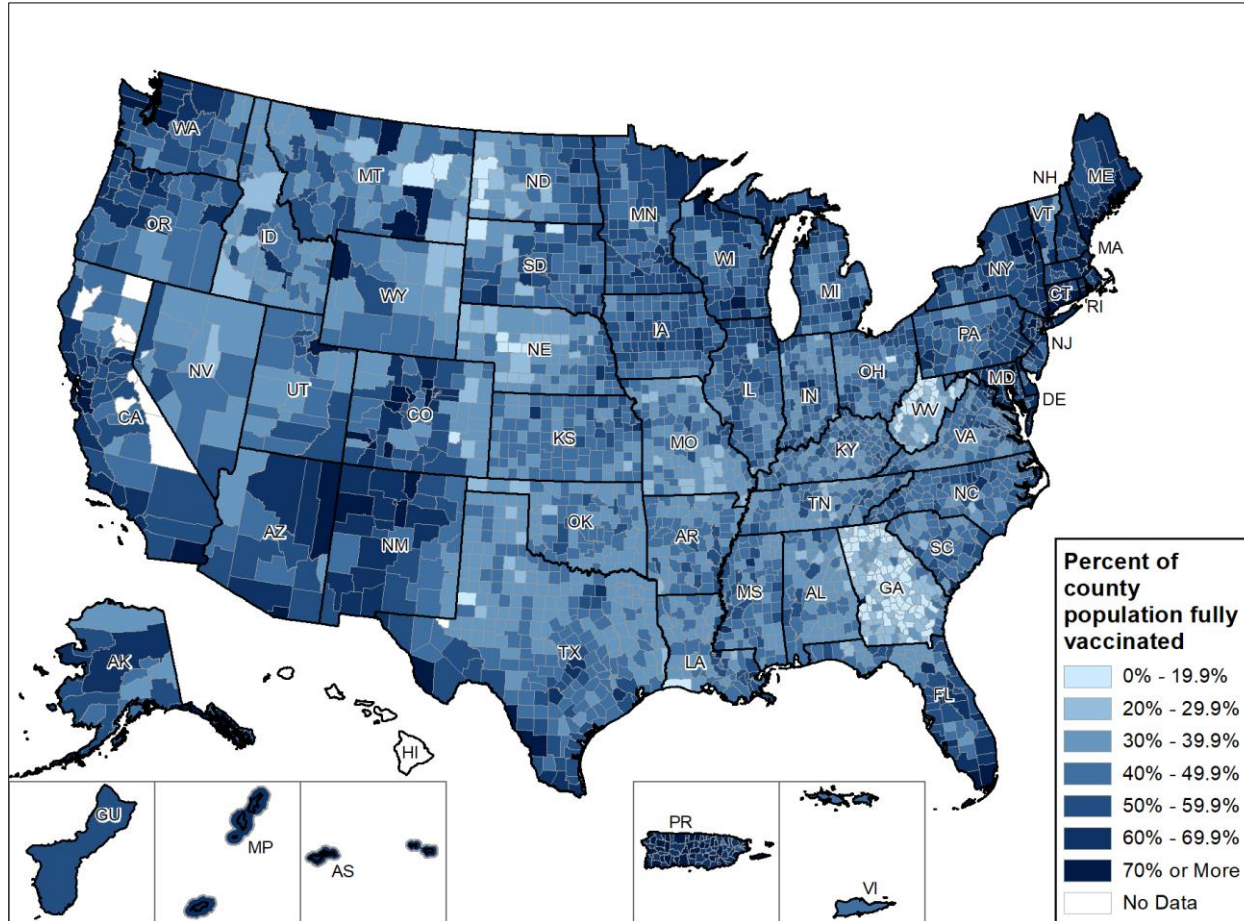 WA
MT
ND
OR
ID
WY
SD
MN
WI
MI
NH
VT
ME
MA
NY
CT
RI
NV
UT
CO
NE
IA
PA
NJ
CA
KS
MO
IL
IN
OH
WV
MD
DE
VA
KY
AZ
NM
OK
AR
TN
NC
SC
TX
LA
MS
AL
GA
FL
AK
HI
GU
MP
AS
PR
VI
Percent of
county
population fully
vaccinated
0% - 19.9%
20% - 29.9%
30% - 39.9%
40% - 49.9%
50% - 59.9%
60% - 69.9%
70% or More
No Data